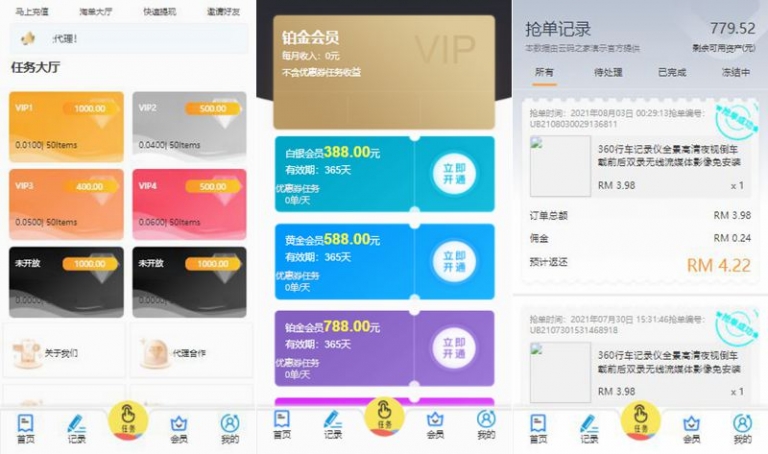 马上充值 淘单大厅 快速提现 邀请好友
代理！
任务大厅
VIP1 1000.00
0.0100| 50Items
VIP2 500.00
0.0400| 50Items
VIP3 400.00
0.0500| 50Items
VIP4 500.00
0.0600| 50Items
未开放 1000.00
未开放 1000.00
关于我们
代理合作
首页 记录 任务 会员 我的
铂金会员
每月收入：0元
不含优惠券任务收益
VIP
白银会员388.00元
有效期：365天
优惠券任务
0单/天
立即
开通
黄金会员588.00元
有效期：365天
优惠券任务
0单/天
立即
开通
铂金会员788.00元
有效期：365天
优惠券任务
0单/天
立即
开通
首页 记录 任务 会员 我的
抢单记录 779.52
本数据由云码之家演示官方提供 剩余可用资产(元)
所有 待处理 已完成 冻结中
抢单时间：2021年08月03日 00:29:13抢单编号：
UB2108030029136811
抢单成功
360行车记录仪全景高清夜视倒车
载前后双录无线流媒体影像免安装
RM 3.98 x 1
订单总额 RM 3.98
佣金 RM 0.24
预计返还 RM 4.22
抢单时间：2021年07月30日 15:31:46抢单编号：
UB2107301531468918
抢单成功
360行车记录仪全景高清夜视倒车
载前后双录无线流媒体影像免安装
RM 3.98 x 1
首页 记录 任务 会员 我的